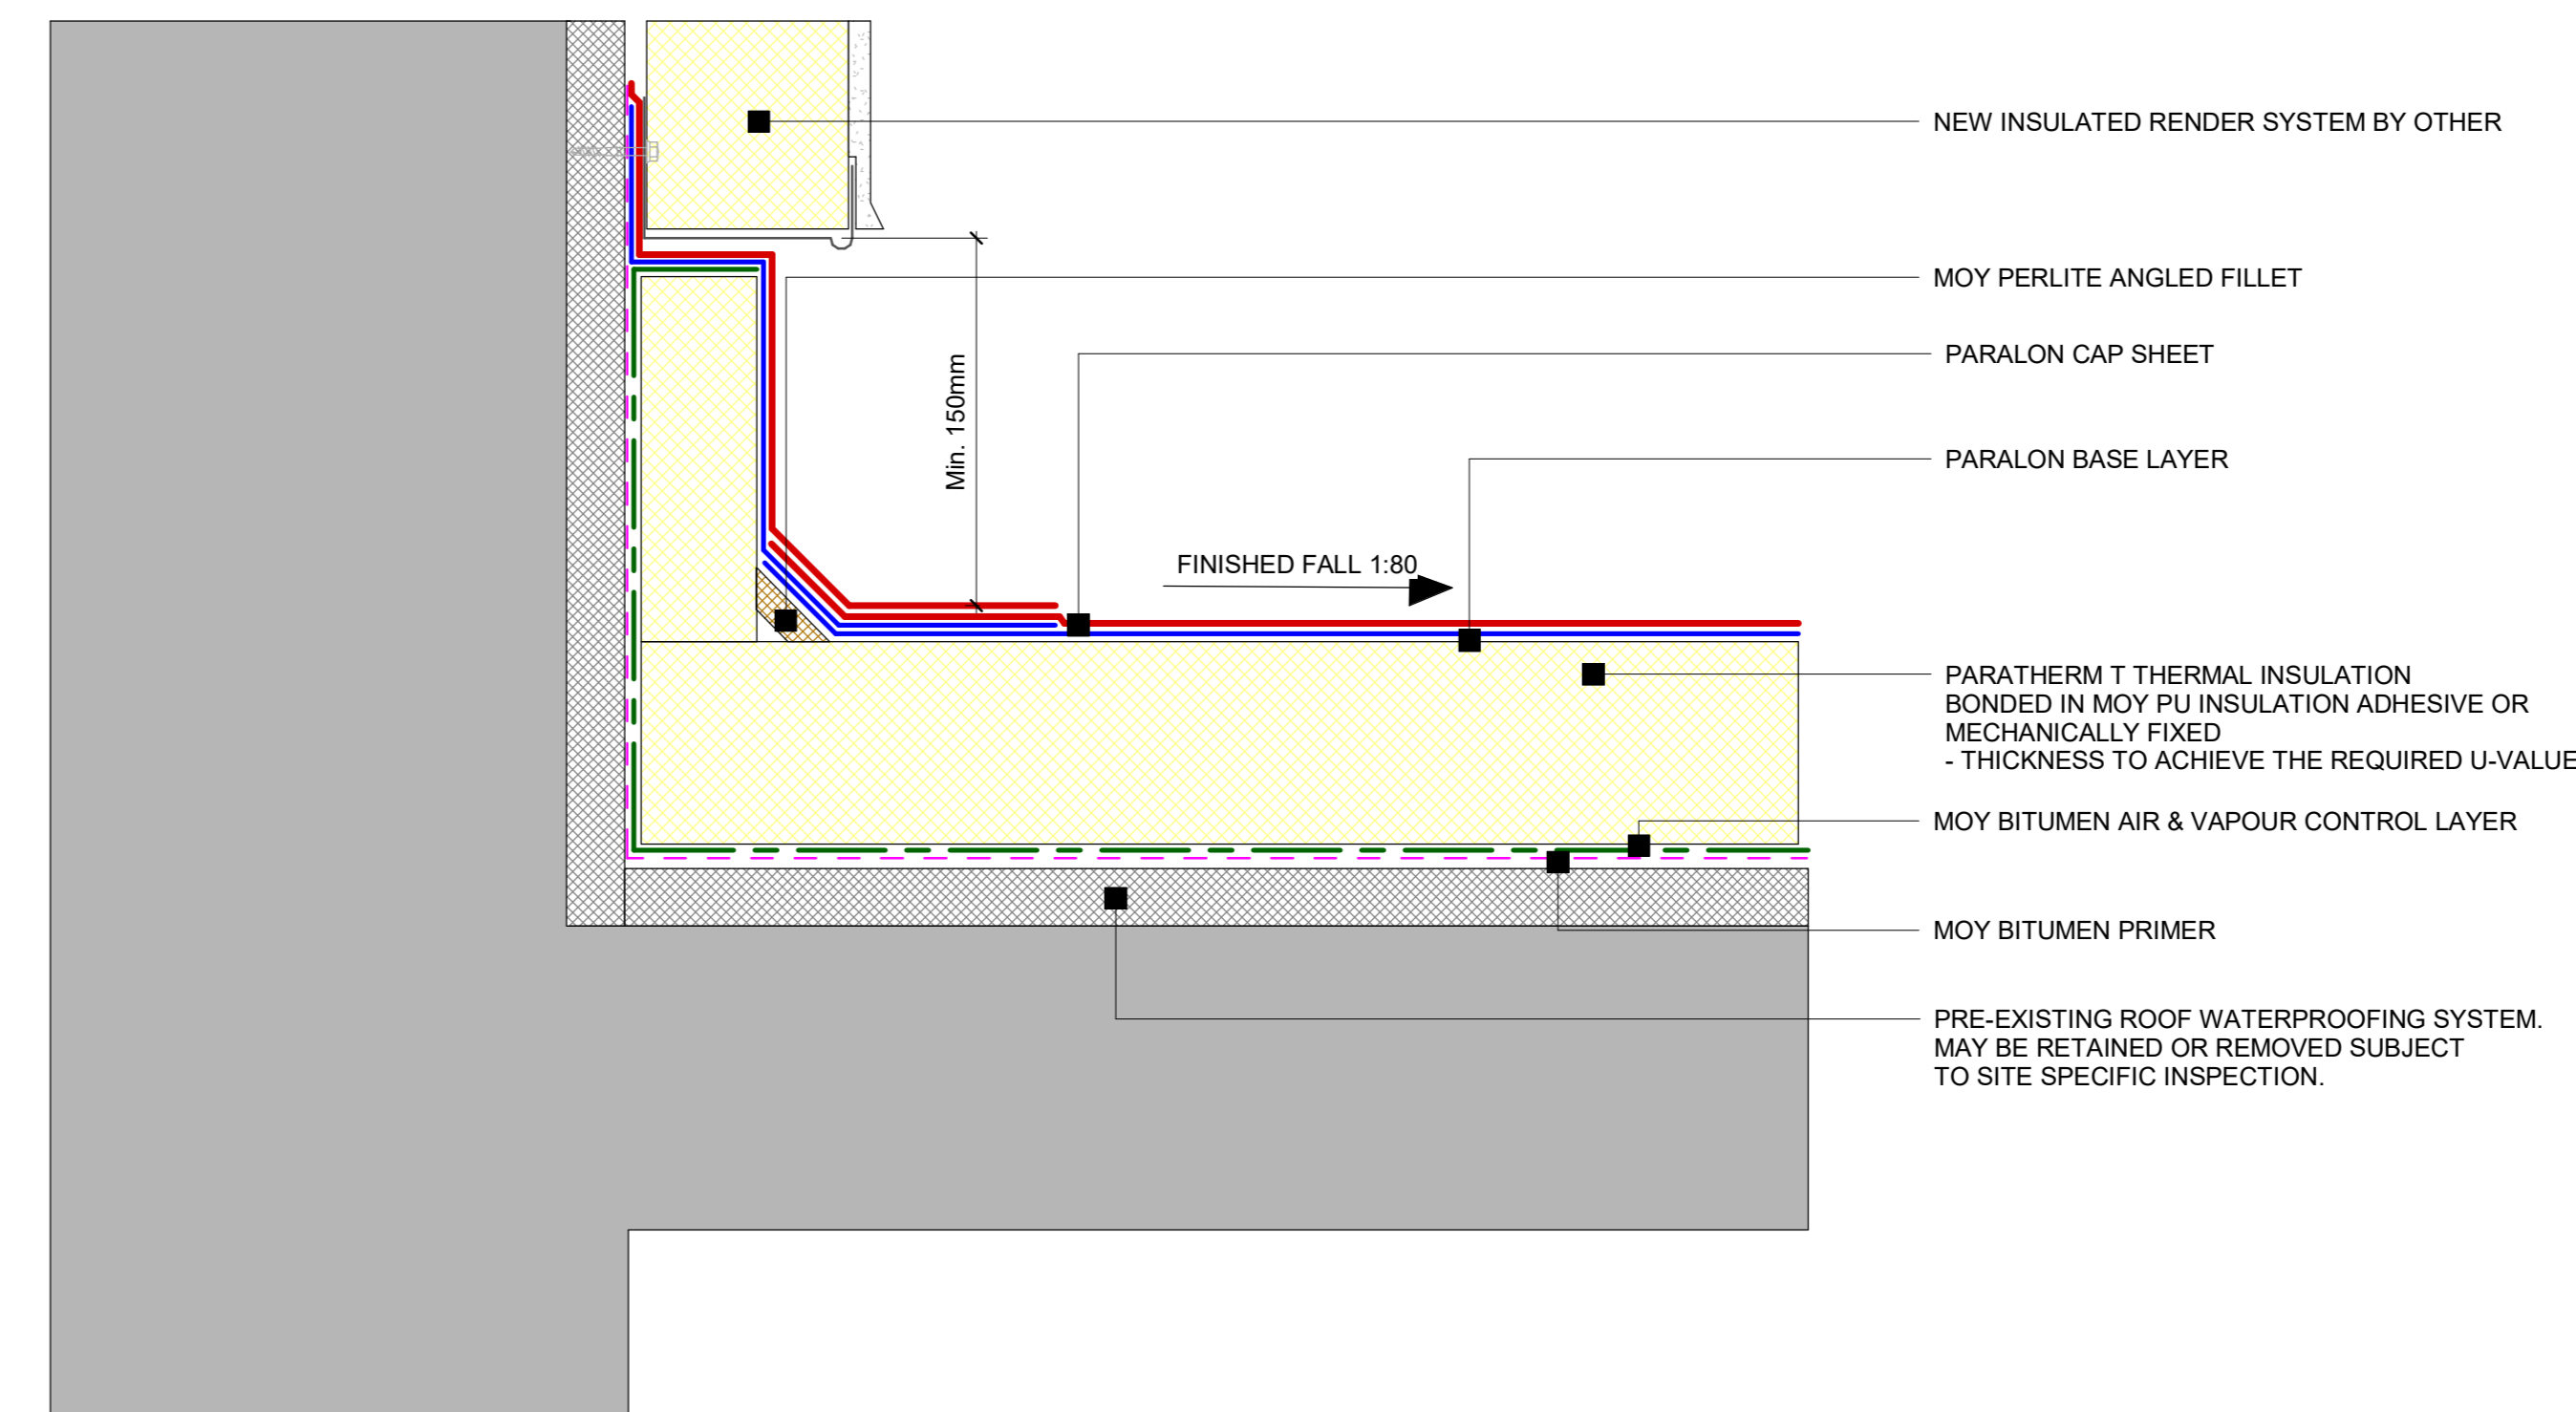 NEW INSULATED RENDER SYSTEM BY OTHER
MOY PERLITE ANGLED FILLET
PARALON CAP SHEET
Min. 150mm
PARALON BASE LAYER
FINISHED FALL 1:80
PARATHERM T THERMAL INSULATION
BONDED IN MOY PU INSULATION ADHESIVE OR
MECHANICALLY FIXED
- THICKNESS TO ACHIEVE THE REQUIRED U-VALUE
MOY BITUMEN AIR & VAPOUR CONTROL LAYER
MOY BITUMEN PRIMER
PRE-EXISTING ROOF WATERPROOFING SYSTEM.
MAY BE RETAINED OR REMOVED SUBJECT
TO SITE SPECIFIC INSPECTION.